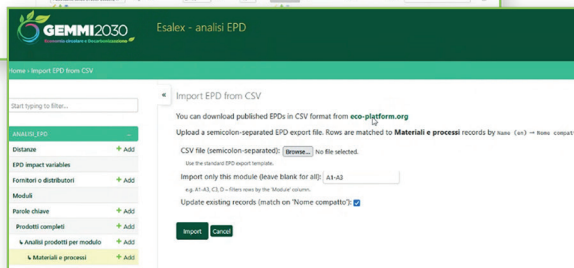 GEMMI2030
Economia circolare e Decarbonizzazione
Esalex - analisi EPD
Home › Import EPD from CSV
Start typing to filter...
ANALISI_EPD
Distanze + Add
EPD impact variables
Fornitori o distributori + Add
Moduli
Parole chiave + Add
Prodotti completi + Add
↳ Analisi prodotti per modulo + Add
↳ Materiali e processi + Add
«
Import EPD from CSV
You can download published EPDs in CSV format from eco-platform.org
Upload a semicolon-separated EPD export file. Rows are matched to Materiali e processi records by Nome (en) → Nome compatt
CSV file (semicolon-separated): Browse... No file selected.
Use the standard EPD export template.
Import only this module (leave blank for all): A1-A3
e.g. A1-A3, C3, D – filters rows by the 'Module' column.
Update existing records (match on 'Nome compatto'):
Import Cancel